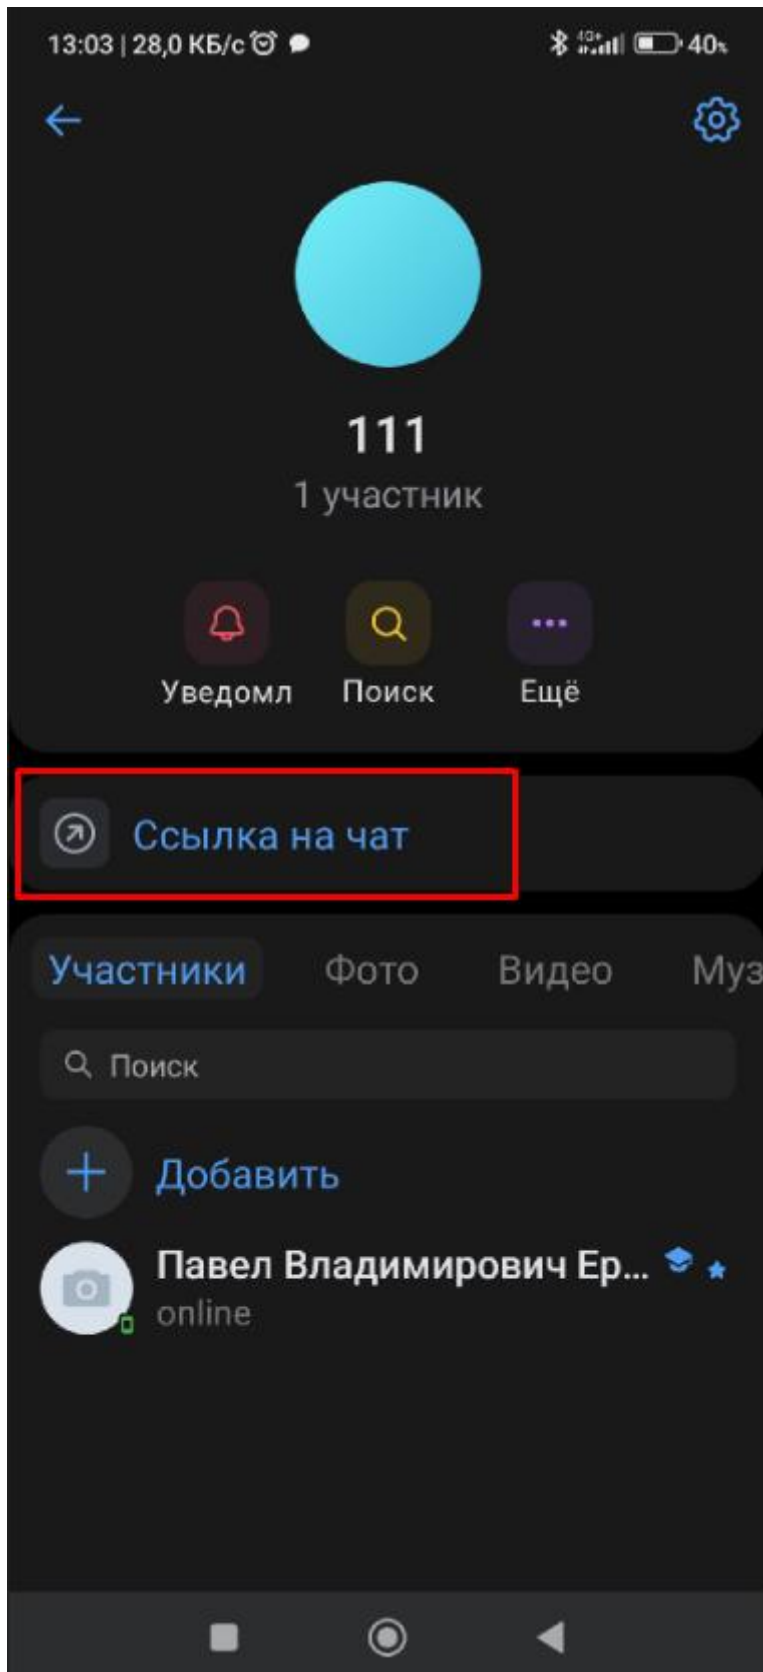 13:03 | 28,0 КБ/с 4G+ 40%
111
1 участник
Уведомл Поиск Ещё
Ссылка на чат
Участники Фото Видео Муз
Поиск
Добавить
Павел Владимирович Ер...
online